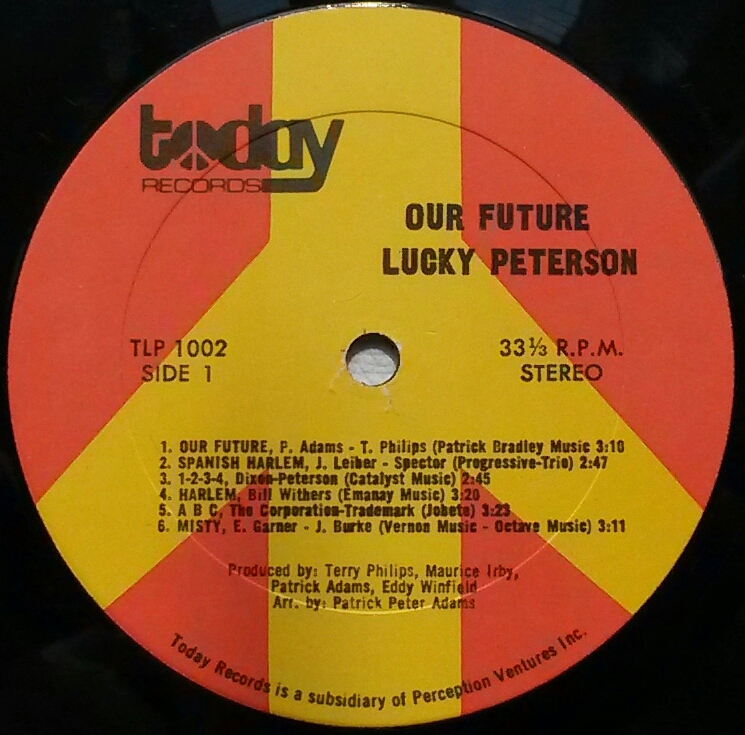 today
RECORDS
OUR FUTURE
LUCKY PETERSON
TLP 1002
SIDE 1
33⅓ R.P.M.
STEREO
1. OUR FUTURE, P. Adams - T. Philips (Patrick Bradley Music 3:10
2. SPANISH HARLEM, J. Leiber - Spector (Progressive-Trio) 2:47
3. 1-2-3-4, Dixon-Peterson (Catalyst Music) 2:45
4. HARLEM, Bill Withers (Emanay Music) 3:20
5. A B C, The Corporation-Trademark (Jobete) 3:23
6. MISTY, E. Garner - J. Burke (Vernon Music - Octave Music) 3:11
Produced by: Terry Philips, Maurice Irby,
Patrick Adams, Eddy Winfield
Arr. by: Patrick Peter Adams
Today Records is a subsidiary of Perception Ventures Inc.